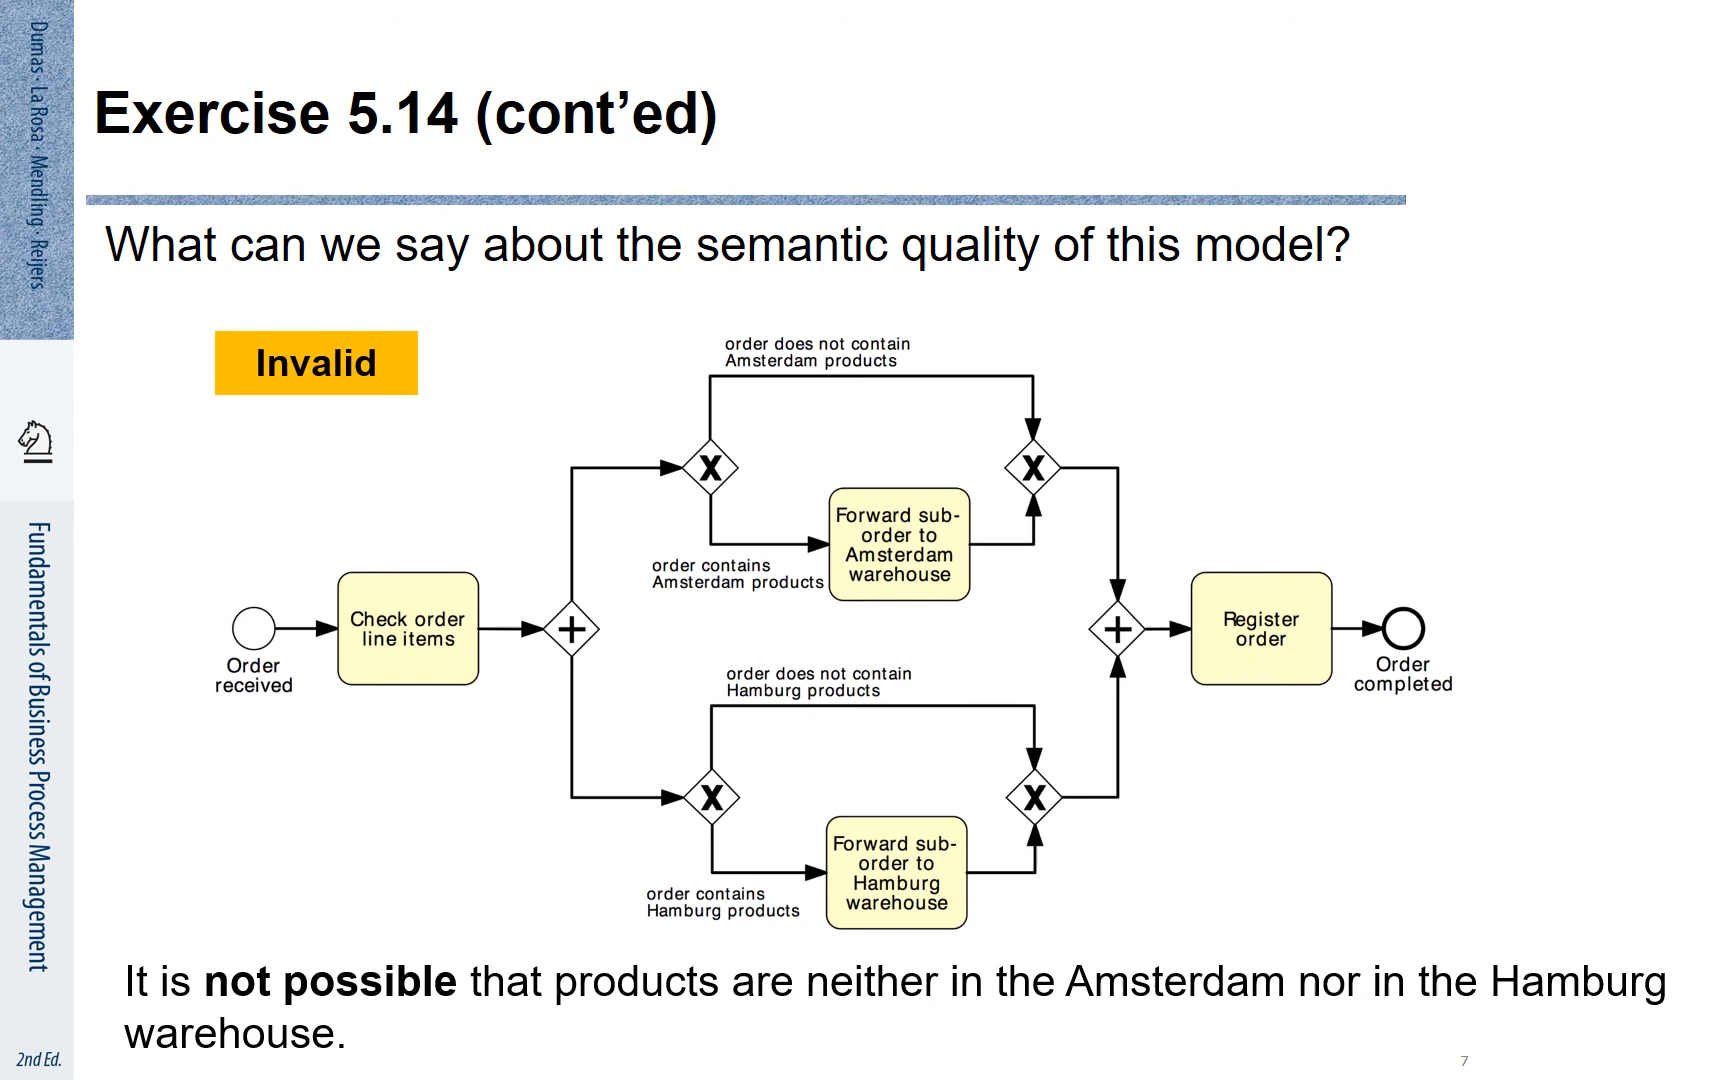 Dumas · La Rosa · Mendling · Reijers
Fundamentals of Business Process Management
2nd Ed.
Exercise 5.14 (cont’ed)
What can we say about the semantic quality of this model?
Invalid
order does not contain
Amsterdam products
X
X
Forward sub-
order to
Amsterdam
warehouse
order contains
Amsterdam products
Order
received
Check order
line items
+
+
Register
order
Order
completed
order does not contain
Hamburg products
X
X
Forward sub-
order to
Hamburg
warehouse
order contains
Hamburg products
It is not possible that products are neither in the Amsterdam nor in the Hamburg
warehouse.
7